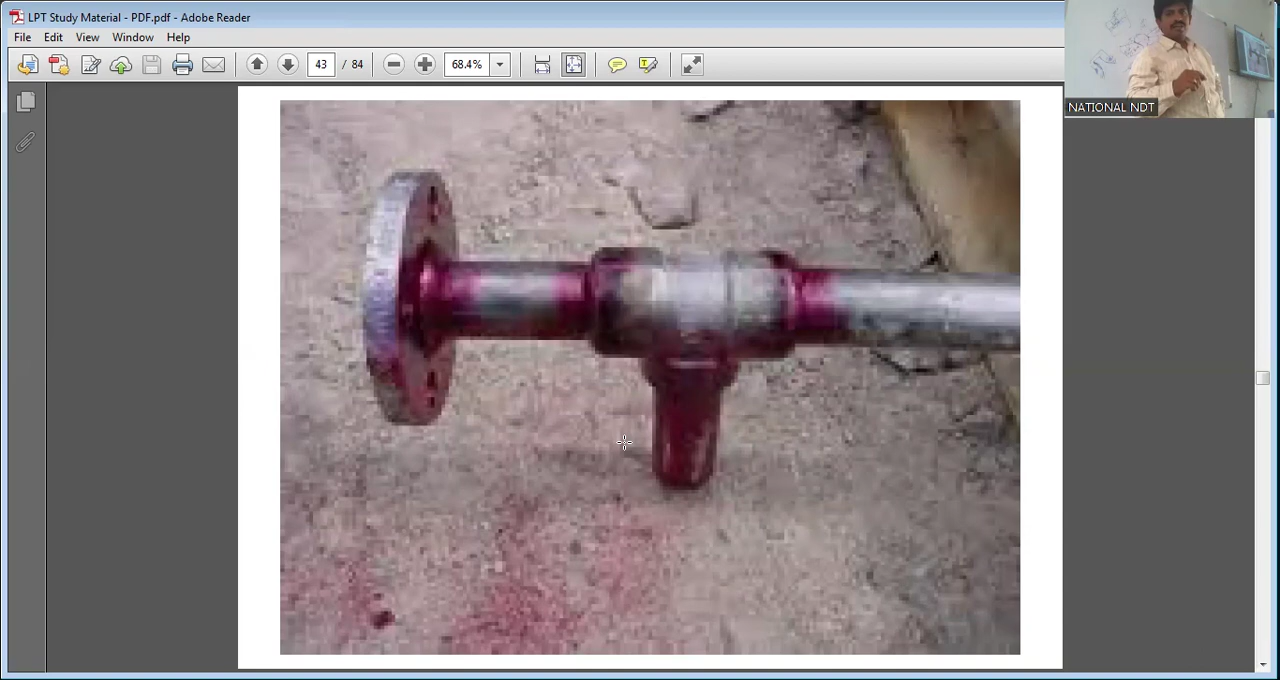 LPT Study Material - PDF.pdf - Adobe Reader
File Edit View Window Help
43 / 84 68.4%
NATIONAL NDT